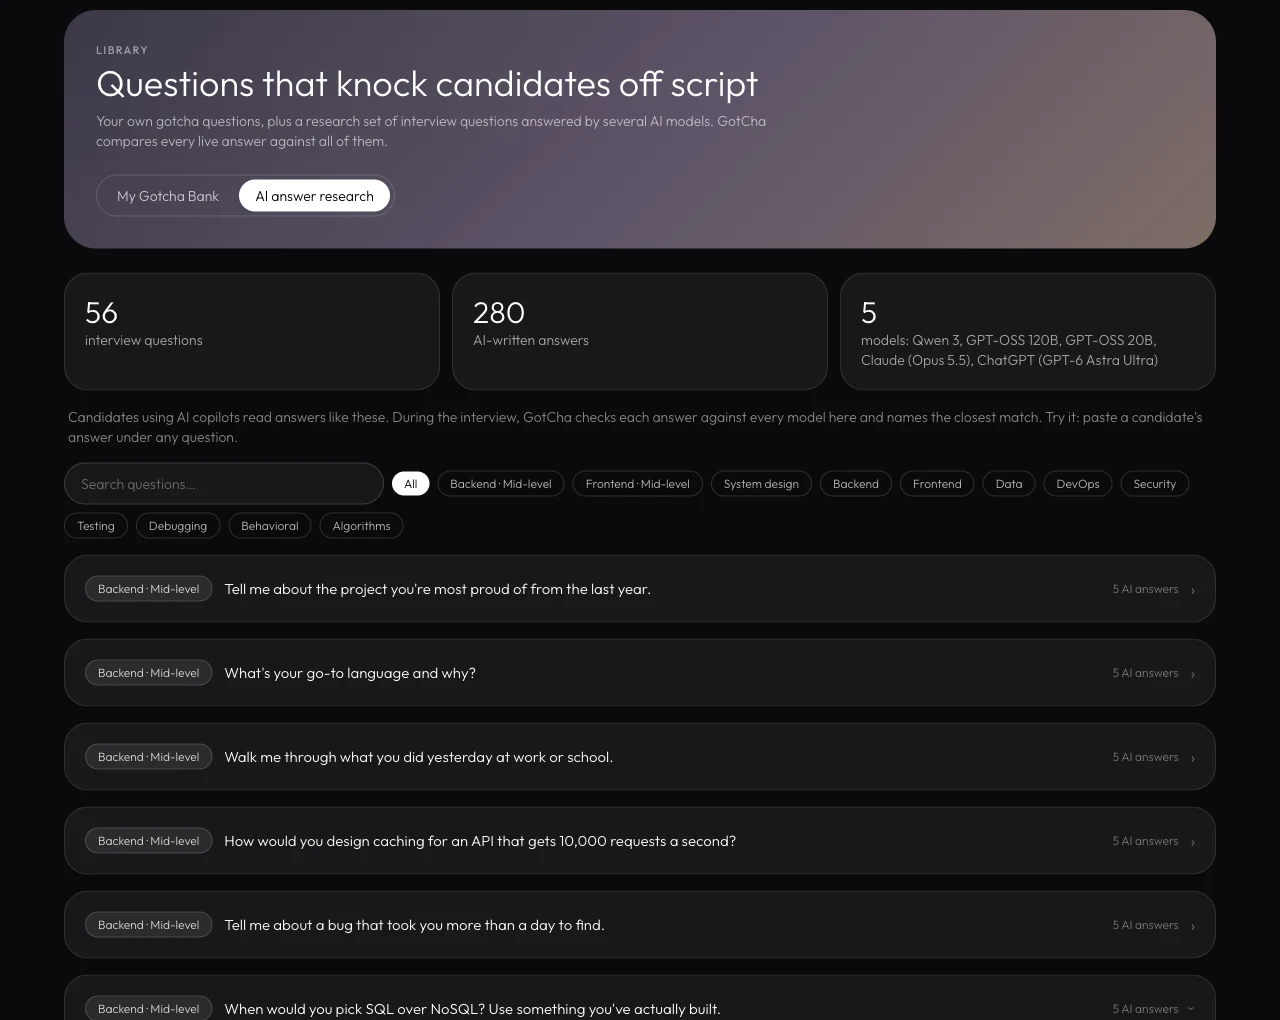 LIBRARY
Questions that knock candidates off script
Your own gotcha questions, plus a research set of interview questions answered by several AI models. GotCha
compares every live answer against all of them.
My Gotcha Bank
AI answer research
56
interview questions
280
AI-written answers
5
models: Qwen 3, GPT-OSS 120B, GPT-OSS 20B,
Claude (Opus 5.5), ChatGPT (GPT-6 Astra Ultra)
Candidates using AI copilots read answers like these. During the interview, GotCha checks each answer against every model here and names the closest match. Try it: paste a candidate's
answer under any question.
Search questions...
All
Backend · Mid-level
Frontend · Mid-level
System design
Backend
Frontend
Data
DevOps
Security
Testing
Debugging
Behavioral
Algorithms
Backend · Mid-level
Tell me about the project you're most proud of from the last year.
5 AI answers ›
Backend · Mid-level
What's your go-to language and why?
5 AI answers ›
Backend · Mid-level
Walk me through what you did yesterday at work or school.
5 AI answers ›
Backend · Mid-level
How would you design caching for an API that gets 10,000 requests a second?
5 AI answers ›
Backend · Mid-level
Tell me about a bug that took you more than a day to find.
5 AI answers ›
Backend · Mid-level
When would you pick SQL over NoSQL? Use something you've actually built.
5 AI answers